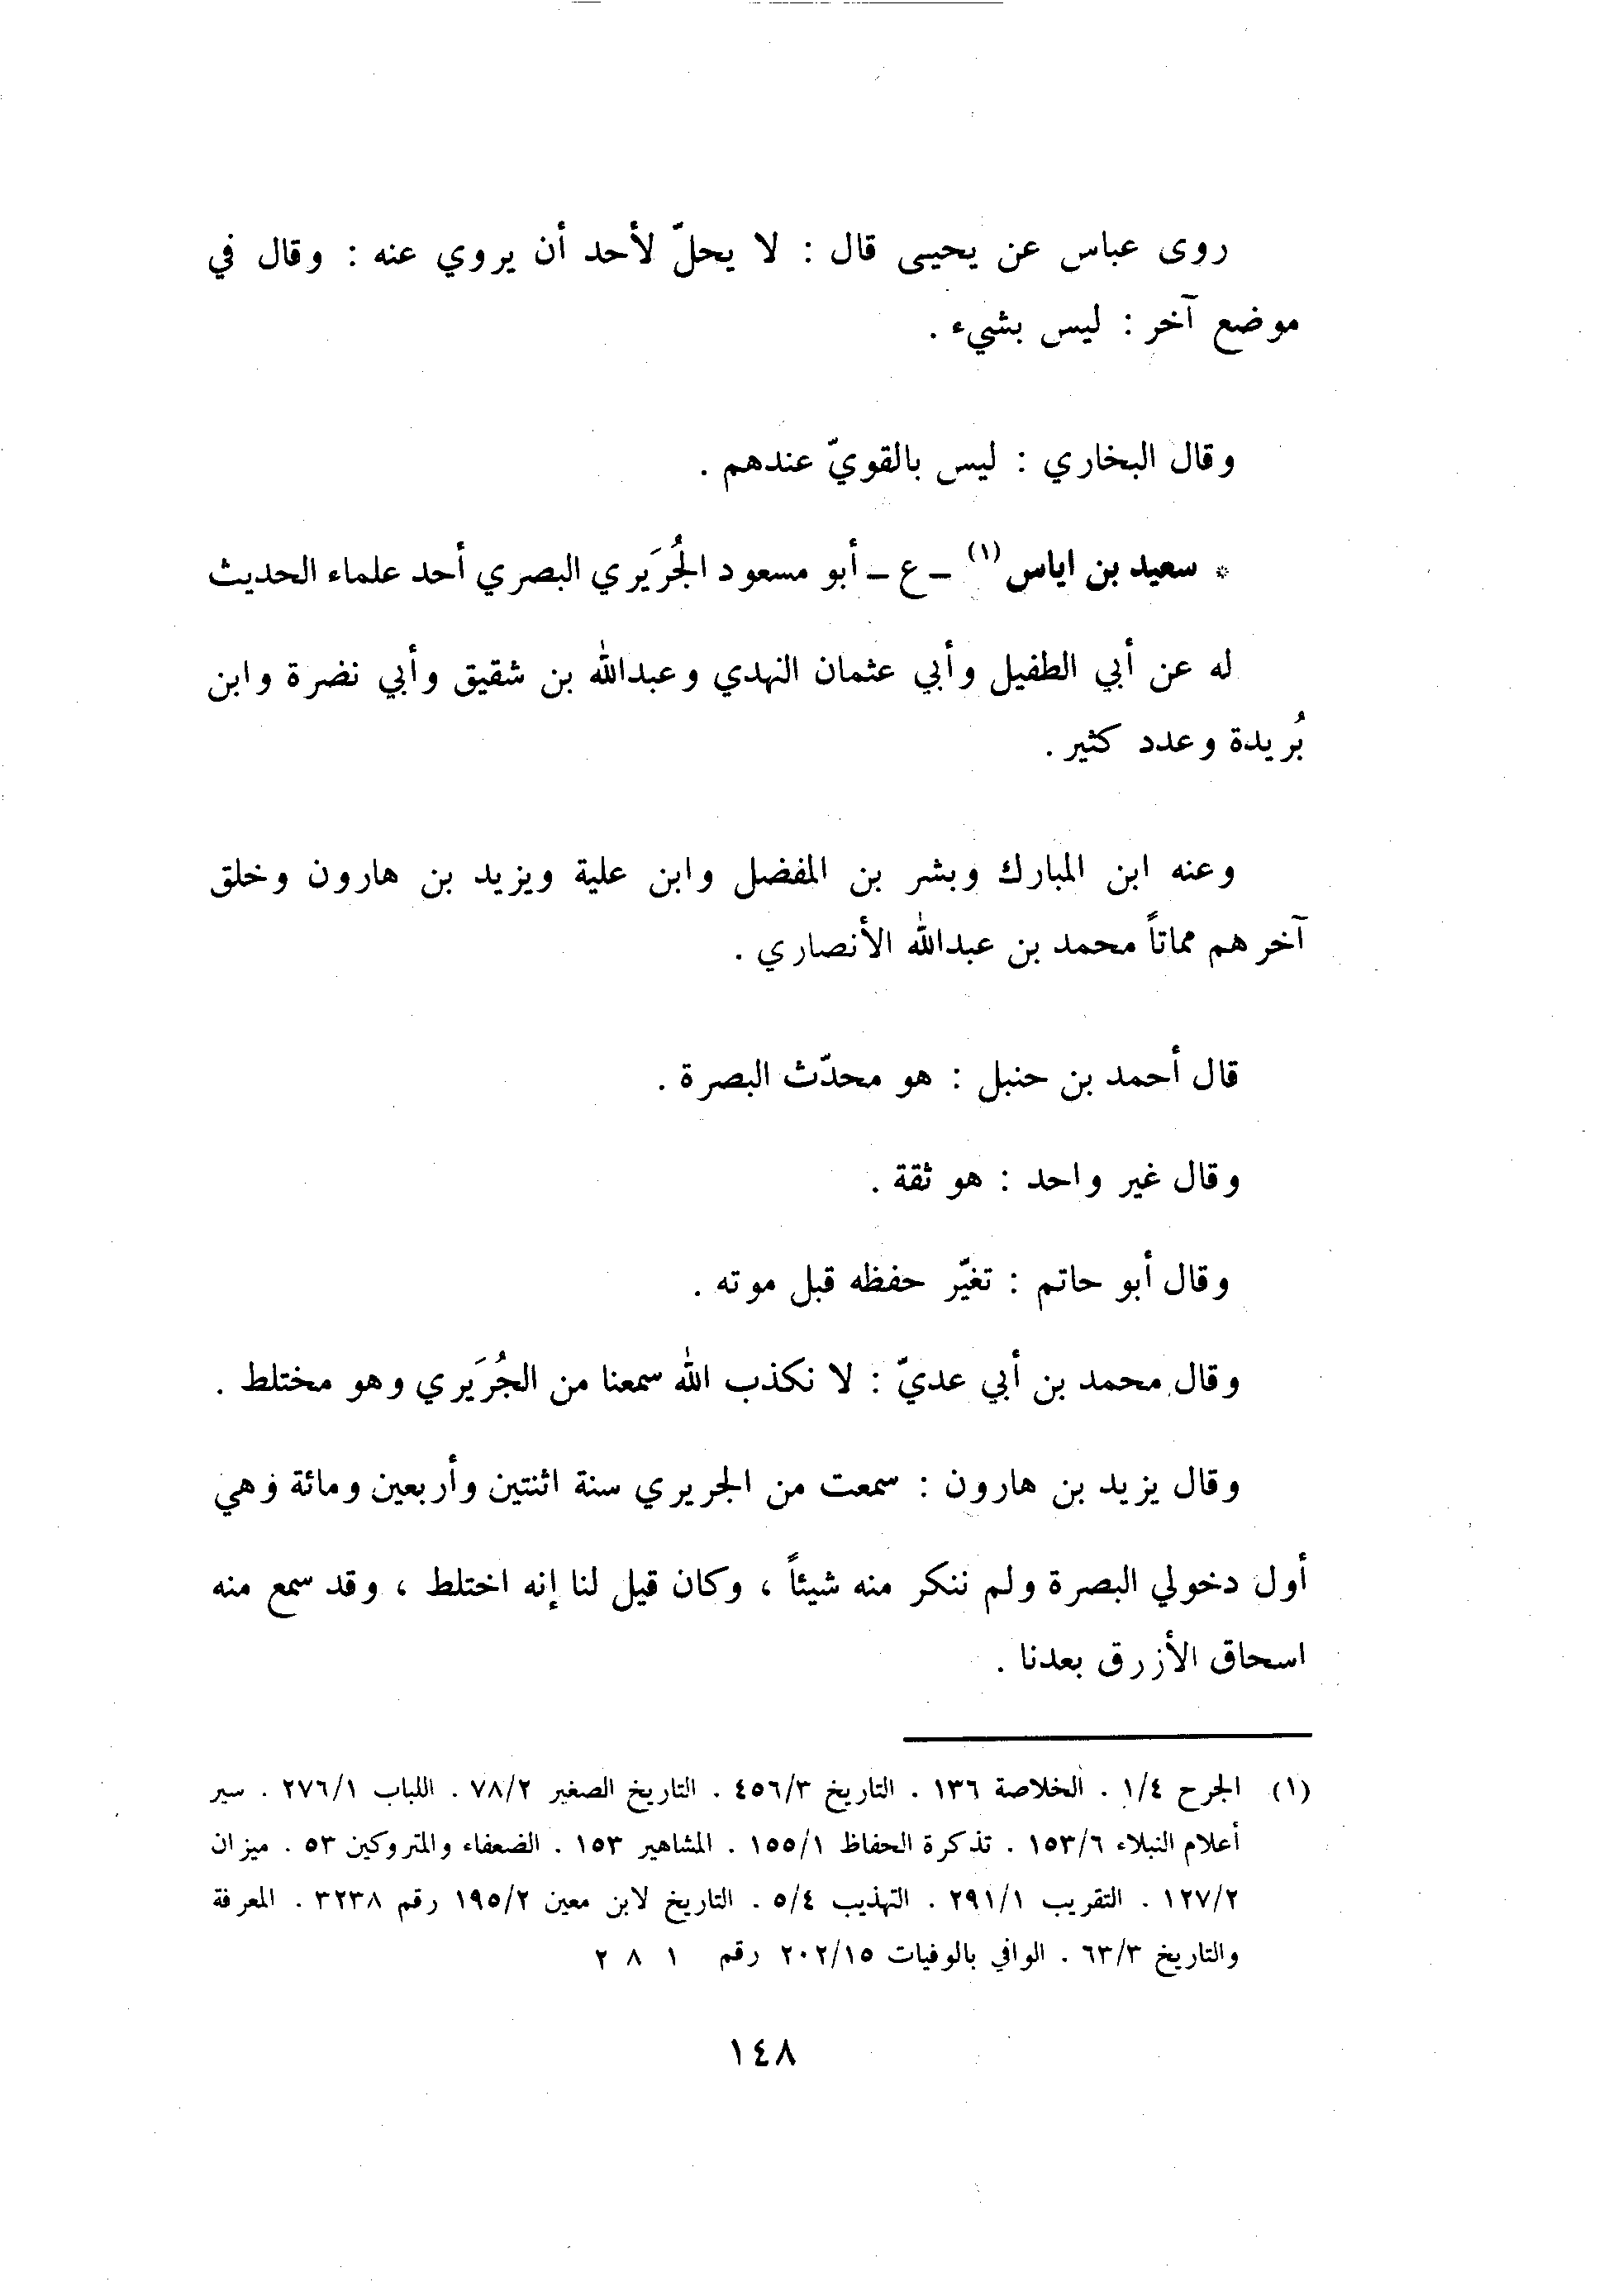 روى عباس عن يحيى قال : لا يحلّ لأحد أن يروي عنه : وقال في
موضع آخر : ليس بشيء .
وقال البخاري : ليس بالقويّ عندهم .
* سعيد بن اياس (١) ـ ع ـ أبو مسعود الجُرَيري البصري أحد علماء الحديث
له عن أبي الطفيل وأبي عثمان النهدي وعبدالله بن شقيق وأبي نضرة وابن
بُريدة وعدد كثير .
وعنه ابن المبارك وبشر بن المفضل وابن علية ويزيد بن هارون وخلق
آخرهم مماتاً محمد بن عبدالله الأنصاري .
قال أحمد بن حنبل : هو محدّث البصرة .
وقال غير واحد : هو ثقة .
وقال أبو حاتم : تغيّر حفظه قبل موته .
وقال محمد بن أبي عديّ : لا نكذب الله سمعنا من الجُرَيري وهو مختلط .
وقال يزيد بن هارون : سمعت من الجريري سنة اثنتين وأربعين ومائة وهي
أول دخولي البصرة ولم ننكر منه شيئاً ، وكان قيل لنا إنه اختلط ، وقد سمع منه
اسحاق الأزرق بعدنا .
(١) الجرح ١/٤ . الخلاصة ١٣٦ . التاريخ ٤٥٦/٣ . التاريخ الصغير ٧٨/٢ . اللباب ٢٧٦/١ . سير
أعلام النبلاء ١٥٣/٦ . تذكرة الحفاظ ١٥٥/١ . المشاهير ١٥٣ . الضعفاء والمتروكين ٥٣ . ميزان
١٢٧/٢ . التقريب ٢٩١/١ . التهذيب ٥/٤ . التاريخ لابن معين ١٩٥/٢ رقم ٣٢٣٨ . المعرفة
والتاريخ ٦٣/٣ . الوافي بالوفيات ٢٠٢/١٥ رقم ٢٨١
١٤٨